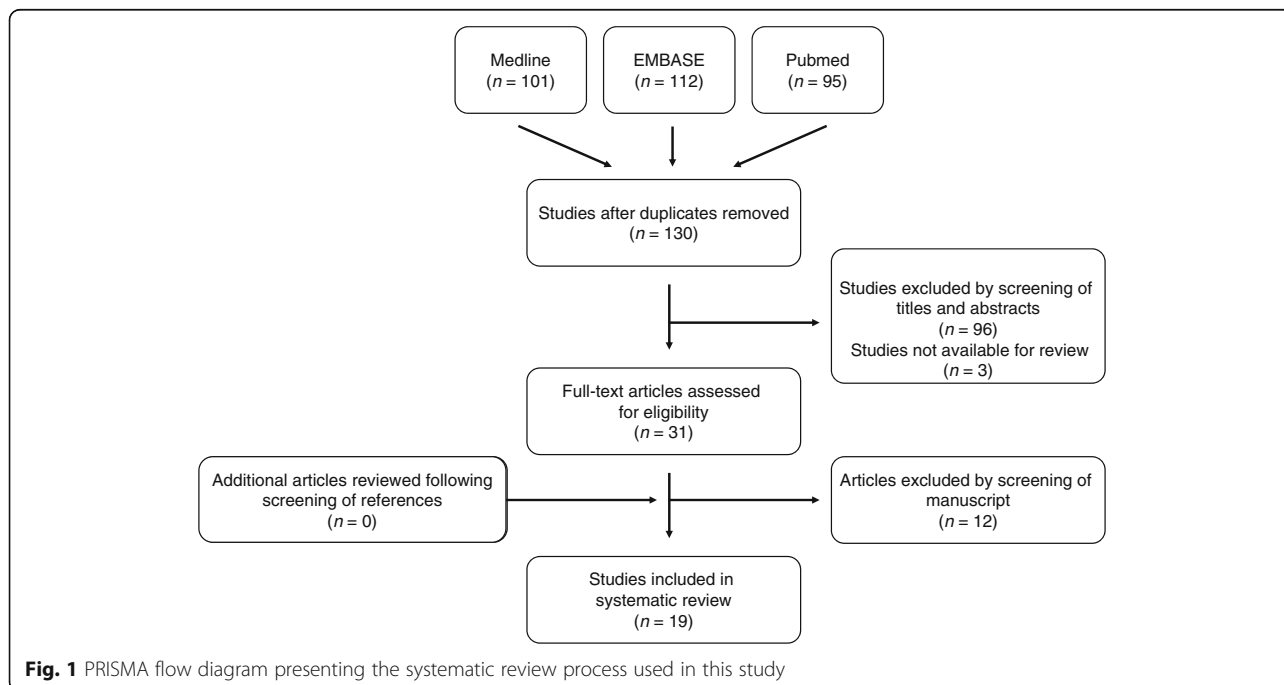 Medline
(n = 101)
EMBASE
(n = 112)
Pubmed
(n = 95)
Studies after duplicates removed
(n = 130)
Studies excluded by screening of
titles and abstracts
(n = 96)
Studies not available for review
(n = 3)
Full-text articles assessed
for eligibility
(n = 31)
Additional articles reviewed following
screening of references
(n = 0)
Articles excluded by screening of
manuscript
(n = 12)
Studies included in
systematic review
(n = 19)
Fig. 1 PRISMA flow diagram presenting the systematic review process used in this study